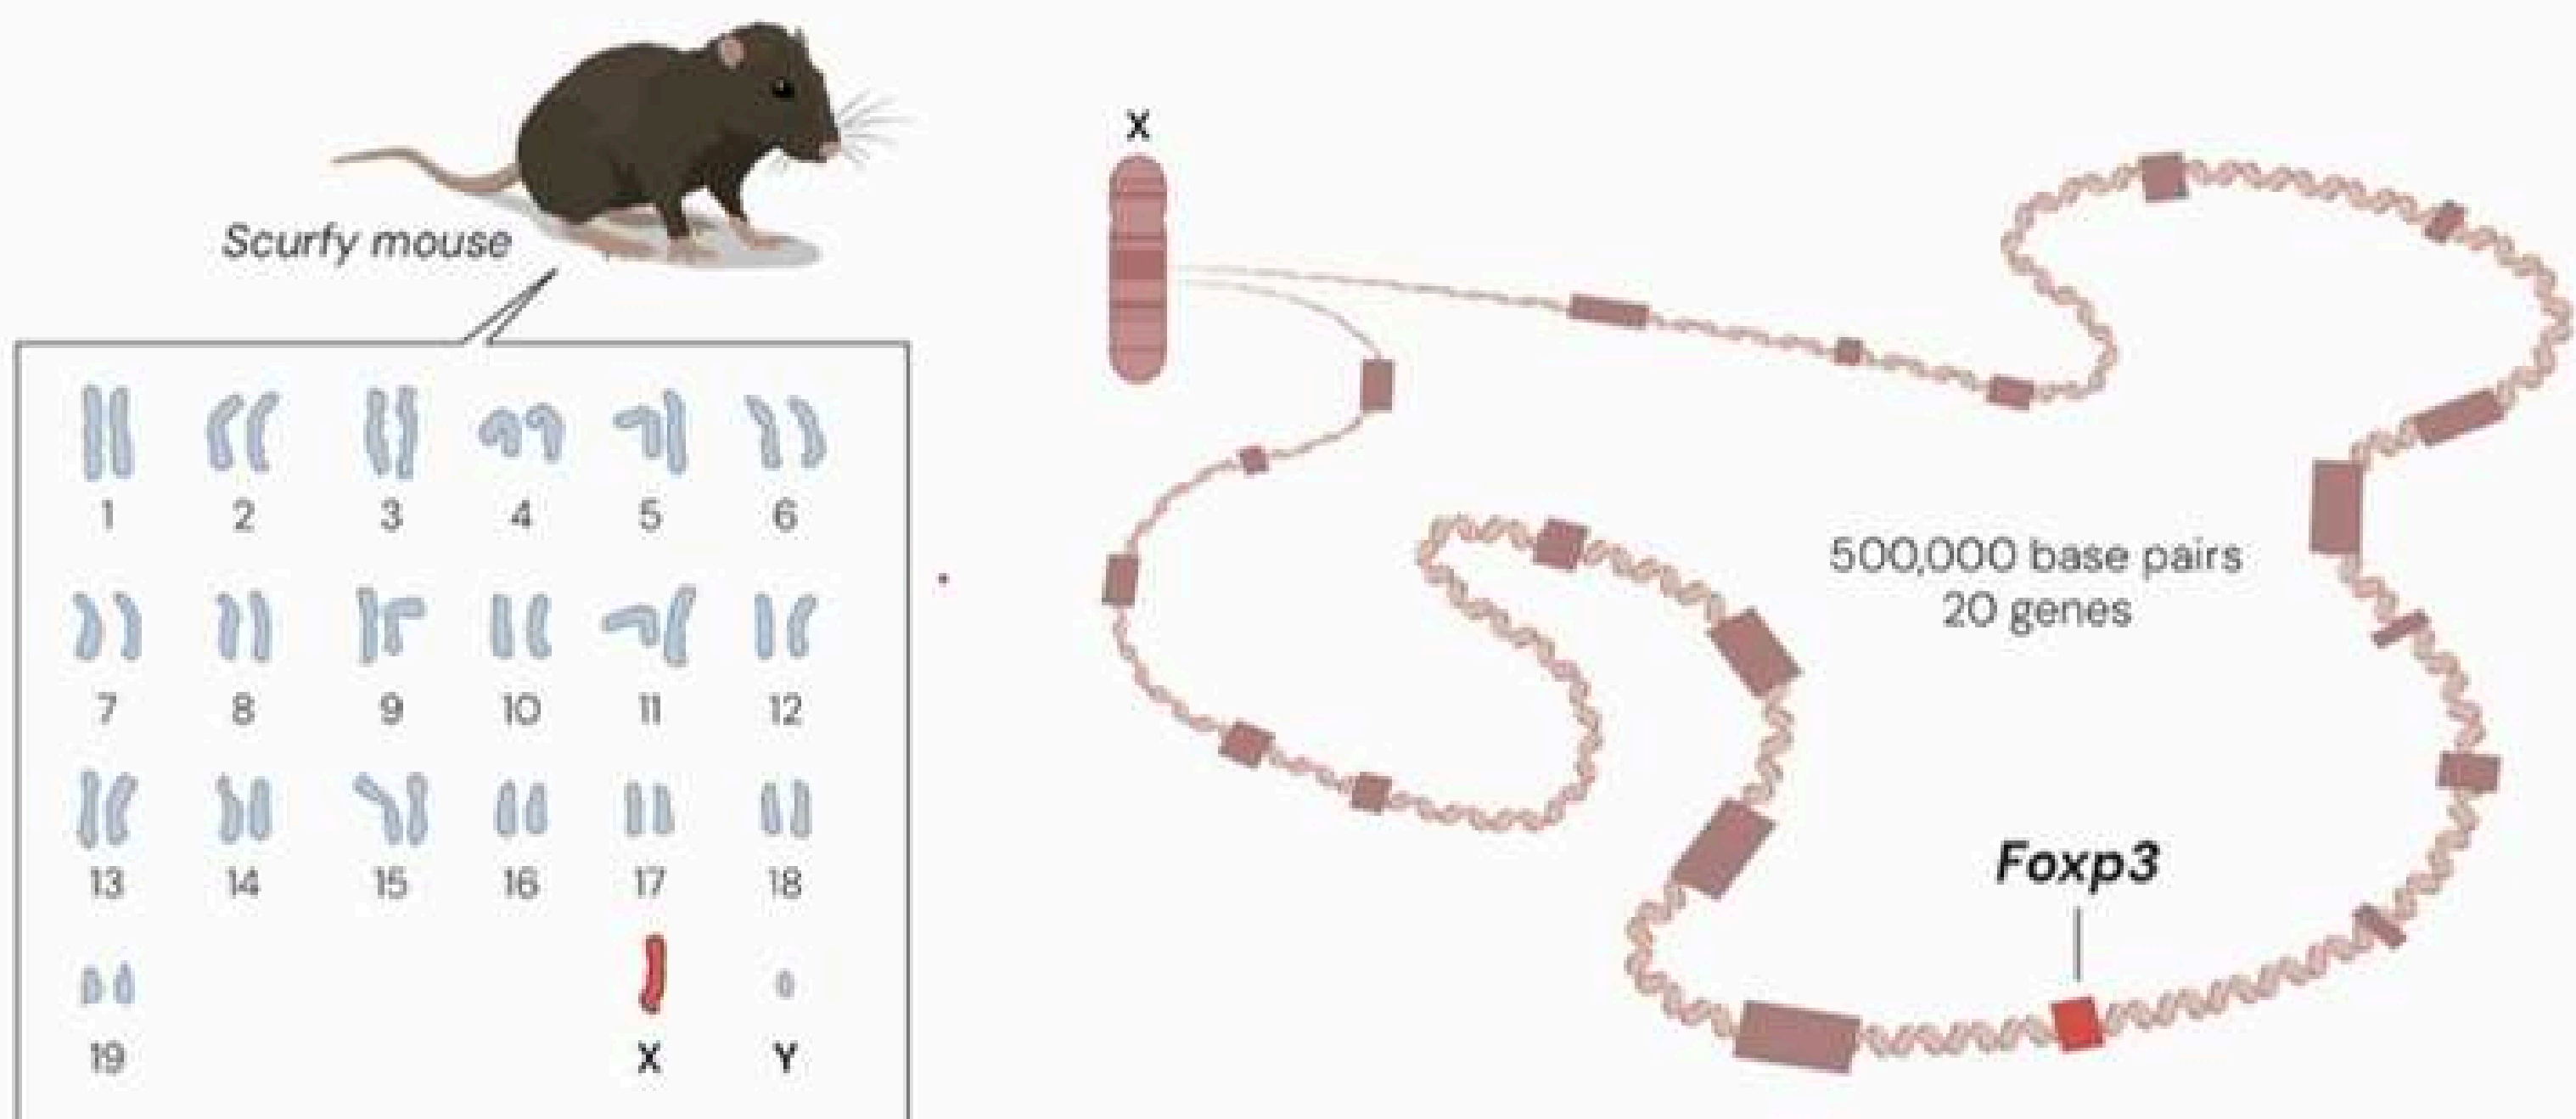 Scurfy mouse
1 2 3 4 5 6
7 8 9 10 11 12
13 14 15 16 17 18
19 X Y
X
500,000 base pairs
20 genes
Foxp3